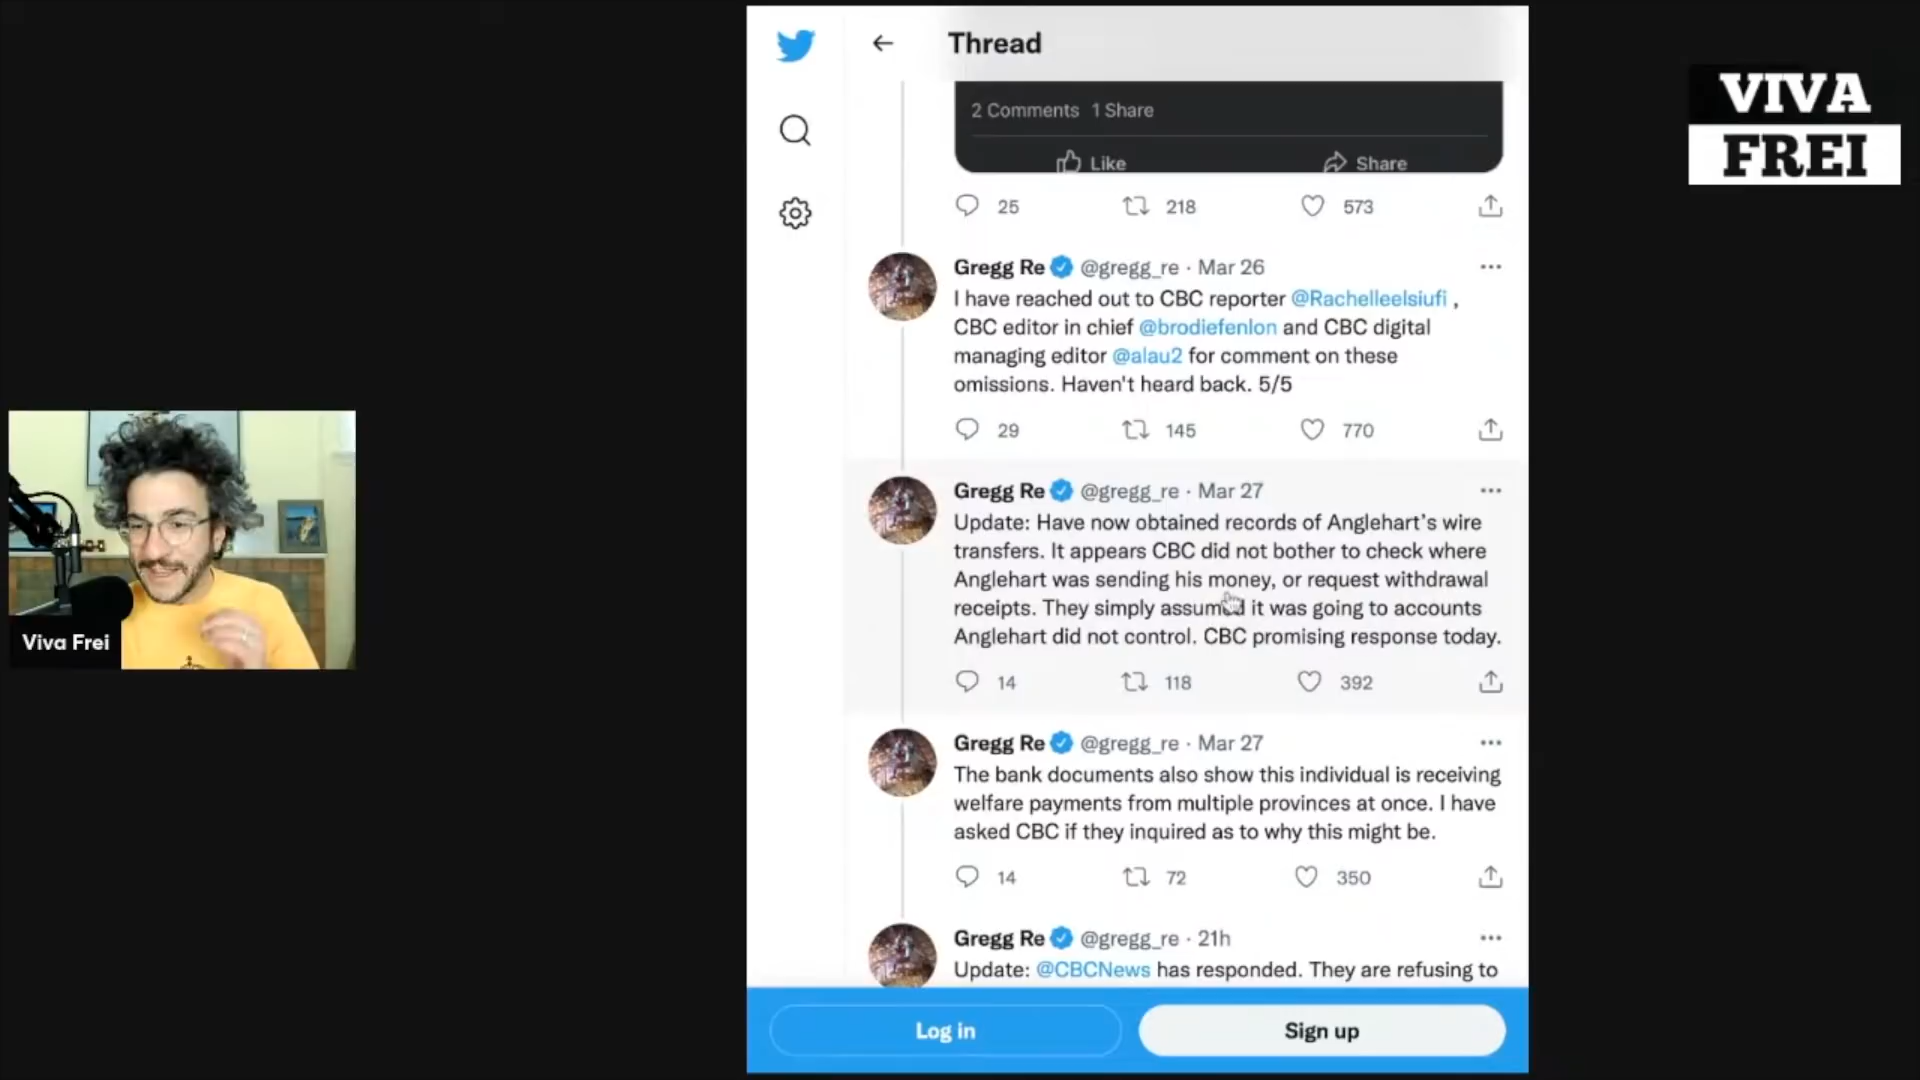 VIVA
FREI
Thread
2 Comments 1 Share
Like Share
25 218 573
Gregg Re @gregg_re · Mar 26
I have reached out to CBC reporter @Rachelleelsiufi ,
CBC editor in chief @brodiefenlon and CBC digital
managing editor @alau2 for comment on these
omissions. Haven't heard back. 5/5
29 145 770
Gregg Re @gregg_re · Mar 27
Update: Have now obtained records of Anglehart's wire
transfers. It appears CBC did not bother to check where
Anglehart was sending his money, or request withdrawal
receipts. They simply assumed it was going to accounts
Anglehart did not control. CBC promising response today.
14 118 392
Gregg Re @gregg_re · Mar 27
The bank documents also show this individual is receiving
welfare payments from multiple provinces at once. I have
asked CBC if they inquired as to why this might be.
14 72 350
Gregg Re @gregg_re · 21h
Update: @CBCNews has responded. They are refusing to
Log in Sign up
Viva Frei